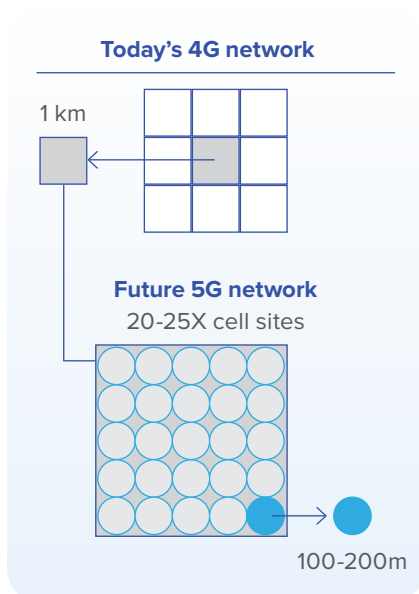 Today’s 4G network
1 km
Future 5G network
20-25X cell sites
100-200m